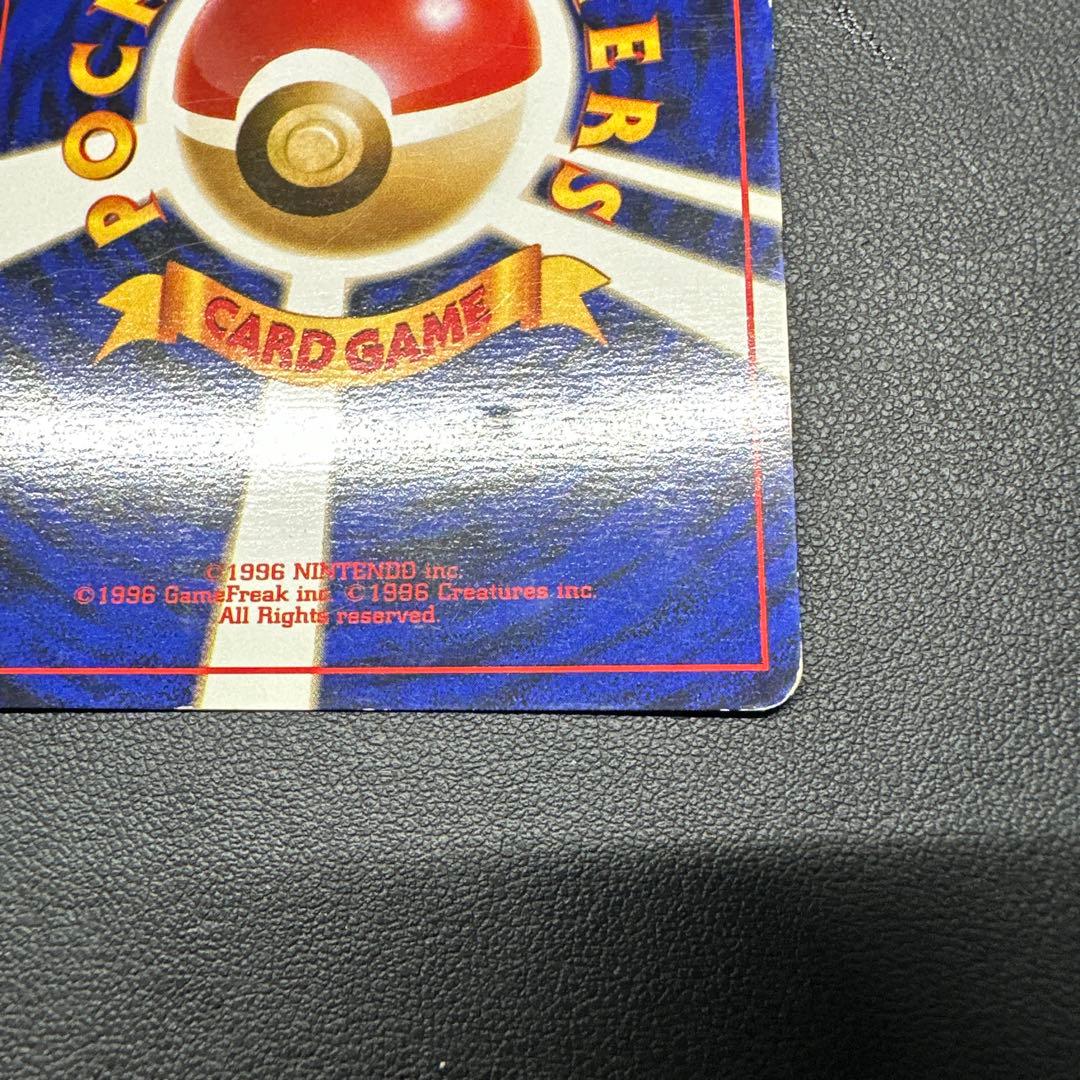 POCK
ERS
CARD GAME
©1996 NINTENDO inc.
©1996 GameFreak inc. ©1996 Creatures inc.
All Rights reserved.